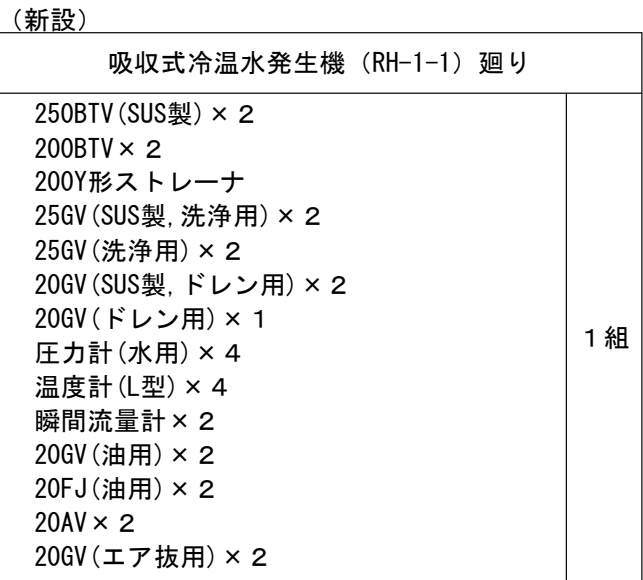 (新設)
吸収式冷温水発生機 (RH-1-1) 廻り
250BTV(SUS製)×２
200BTV×２
200Y形ストレーナ
25GV(SUS製,洗浄用)×２
25GV(洗浄用)×２
20GV(SUS製,ドレン用)×２
20GV(ドレン用)×１
圧力計(水用)×４
温度計(L型)×４
瞬間流量計×２
20GV(油用)×２
20FJ(油用)×２
20AV×２
20GV(エア抜用)×２
１組